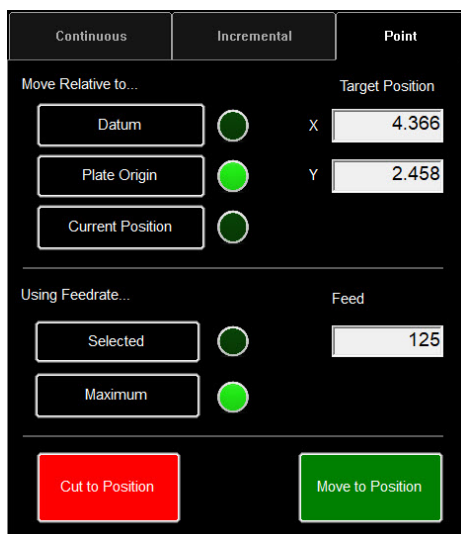 Continuous Incremental Point
Move Relative to... Target Position
Datum X 4.366
Plate Origin Y 2.458
Current Position
Using Feedrate... Feed
Selected 125
Maximum
Cut to Position Move to Position